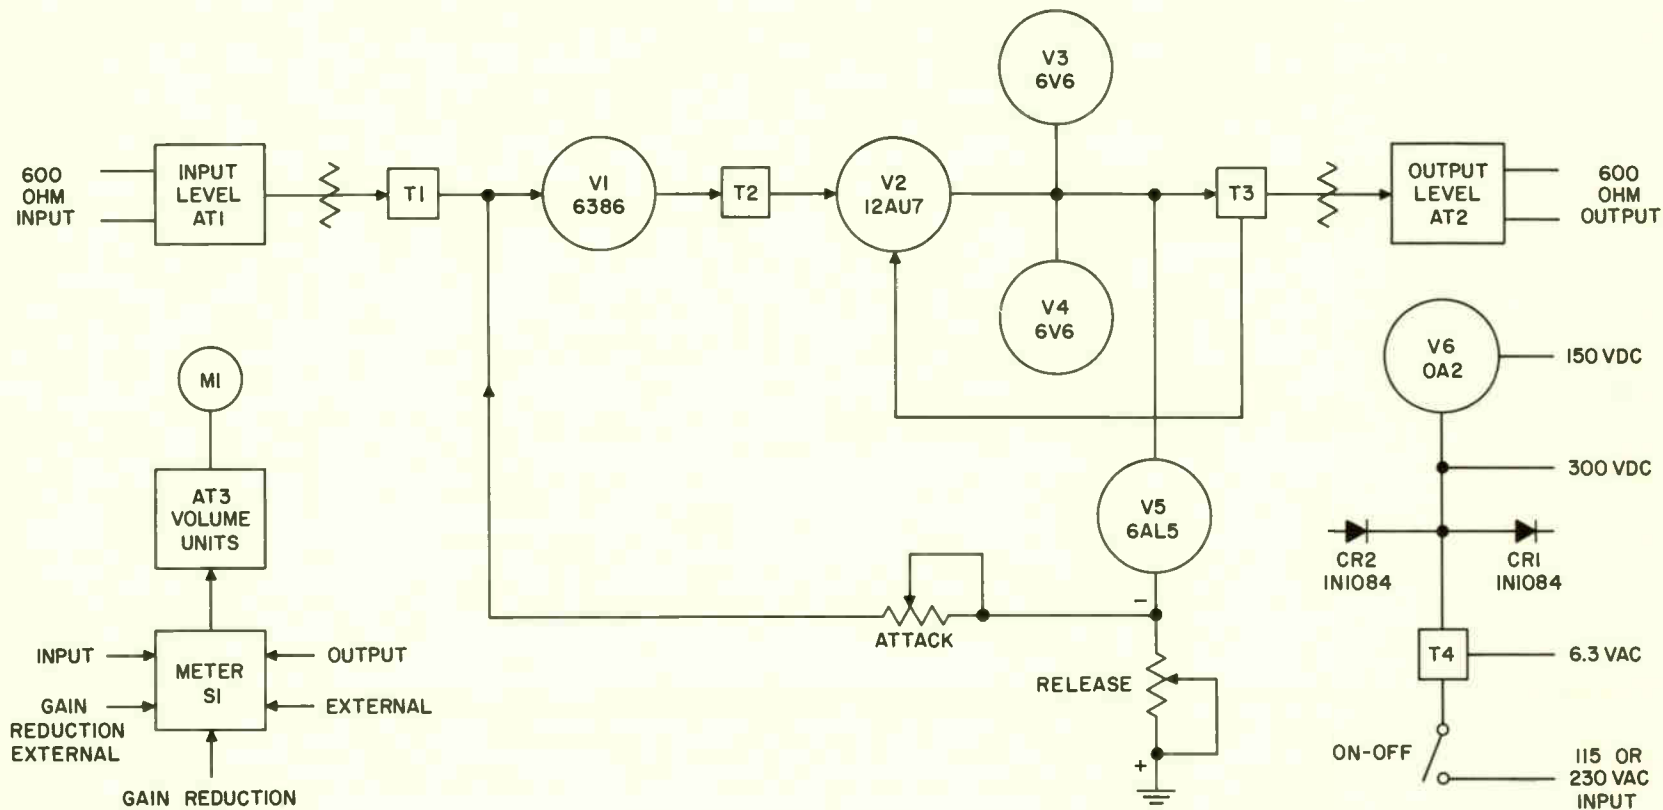 V3
6V6
600
OHM
INPUT
INPUT
LEVEL
AT1
T1
V1
6386
T2
V2
12AU7
T3
OUTPUT
LEVEL
AT2
600
OHM
OUTPUT
V4
6V6
V6
OA2
150 VDC
300 VDC
M1
AT3
VOLUME
UNITS
V5
6AL5
CR2
IN1084
CR1
IN1084
-
ATTACK
INPUT
METER
S1
OUTPUT
GAIN
REDUCTION
EXTERNAL
EXTERNAL
GAIN REDUCTION
RELEASE
+
T4
6.3 VAC
ON-OFF
115 OR
230 VAC
INPUT